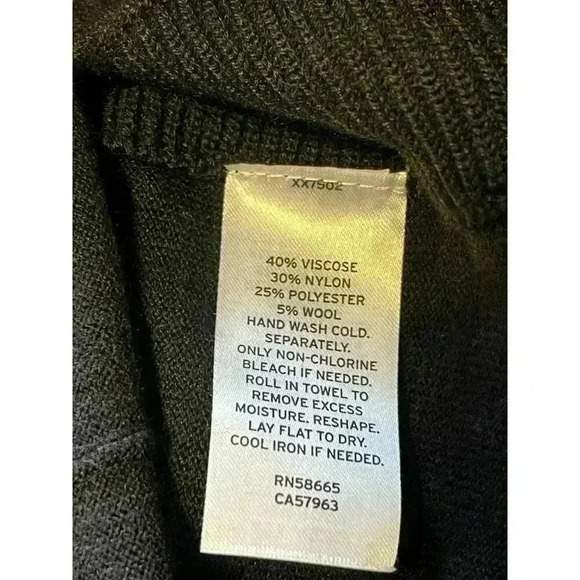 XX7502
40% VISCOSE
30% NYLON
25% POLYESTER
5% WOOL
HAND WASH COLD.
SEPARATELY.
ONLY NON-CHLORINE
BLEACH IF NEEDED.
ROLL IN TOWEL TO
REMOVE EXCESS
MOISTURE. RESHAPE.
LAY FLAT TO DRY.
COOL IRON IF NEEDED.
RN58665
CA57963